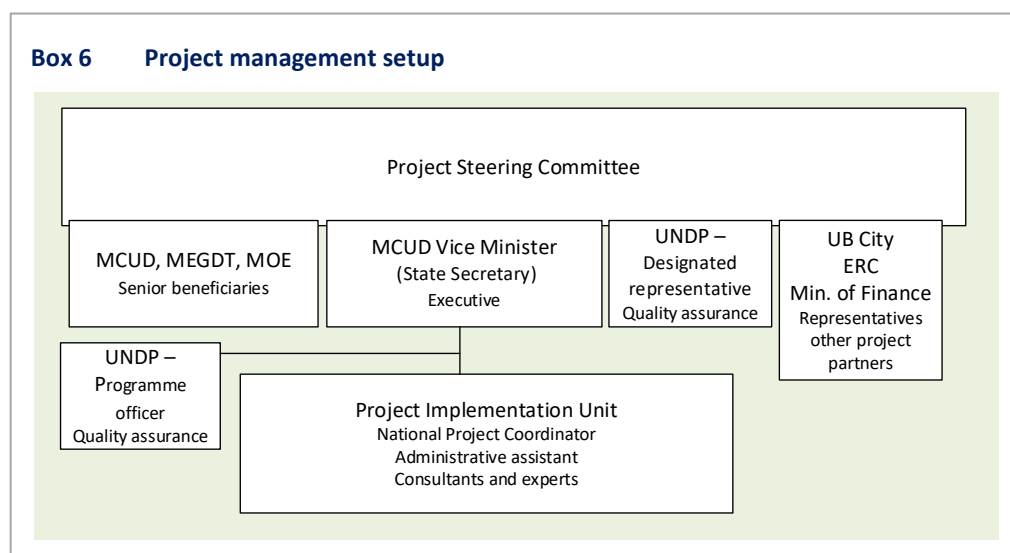 Box 6 Project management setup
Project Steering Committee
MCUD, MEGDT, MOE
Senior beneficiaries
MCUD Vice Minister
(State Secretary)
Executive
UNDP –
Designated
representative
Quality assurance
UB City
ERC
Min. of Finance
Representatives
other project
partners
UNDP –
Programme
officer
Quality assurance
Project Implementation Unit
National Project Coordinator
Administrative assistant
Consultants and experts